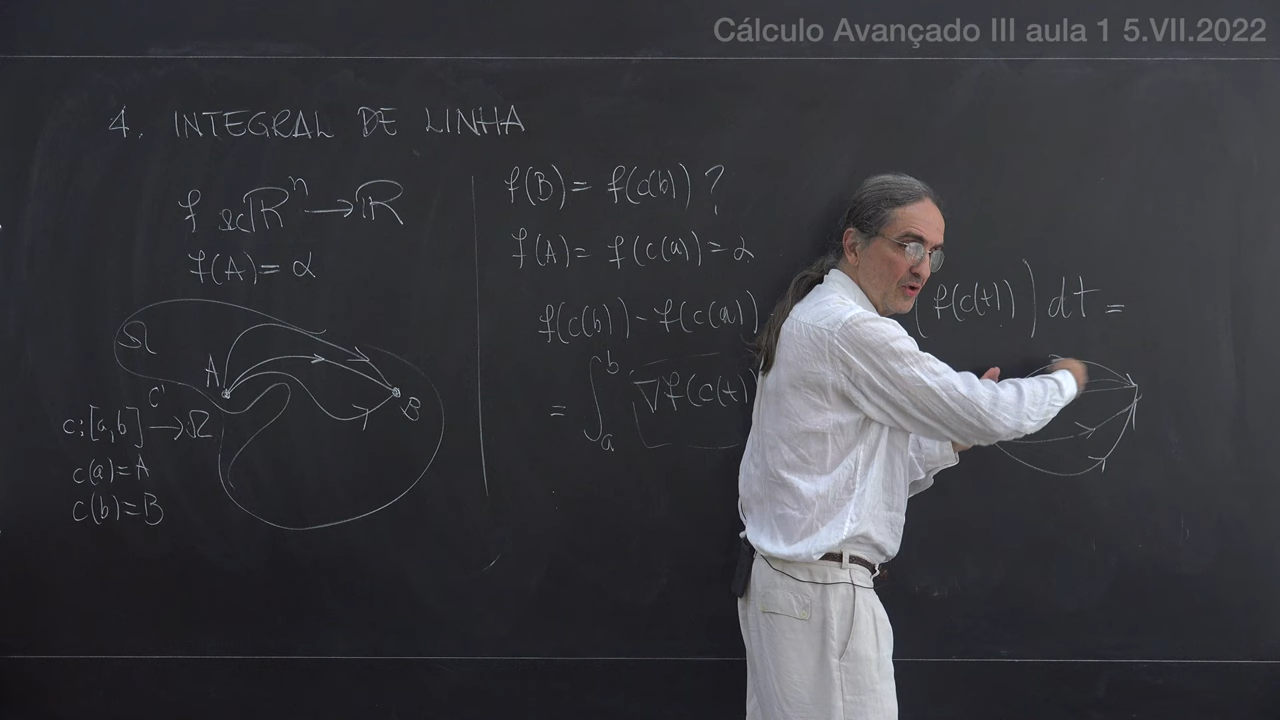 Cálculo Avançado III aula 1 5.VII.2022
4. INTEGRAL DE LINHA
f Ω⊂ℝⁿ → ℝ
f(A) = α
Ω
A
B
c
c: [a,b] → Ω
c(a) = A
c(b) = B
f(B) = f(c(b)) ?
f(A) = f(c(a)) = α
f(c(b)) - f(c(a))
(f(c(t))) dt =
= ∫ₐᵇ ∇f(c(t))